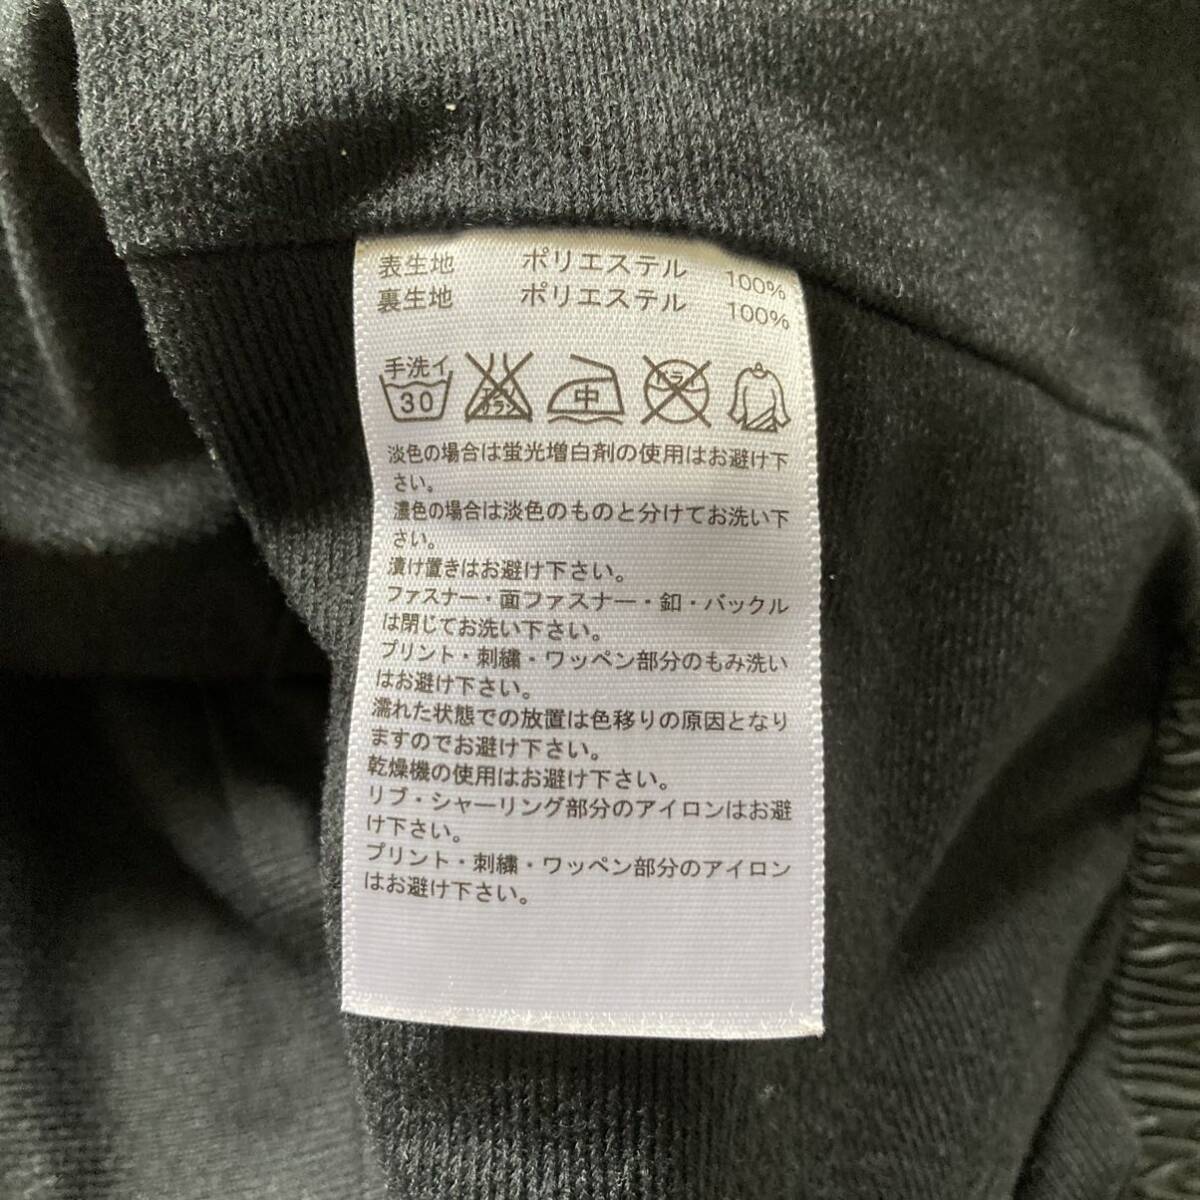 表生地 ポリエステル 100%
裏生地 ポリエステル 100%
手洗イ
30
エンソ
サラシ
中
ドライ
淡色の場合は蛍光増白剤の使用はお避け下
さい。
濃色の場合は淡色のものと分けてお洗い下
さい。
漬け置きはお避け下さい。
ファスナー・面ファスナー・釦・バックル
は閉じてお洗い下さい。
プリント・刺繍・ワッペン部分のもみ洗い
はお避け下さい。
濡れた状態での放置は色移りの原因となり
ますのでお避け下さい。
乾燥機の使用はお避け下さい。
リブ・シャーリング部分のアイロンはお避
け下さい。
プリント・刺繍・ワッペン部分のアイロン
はお避け下さい。